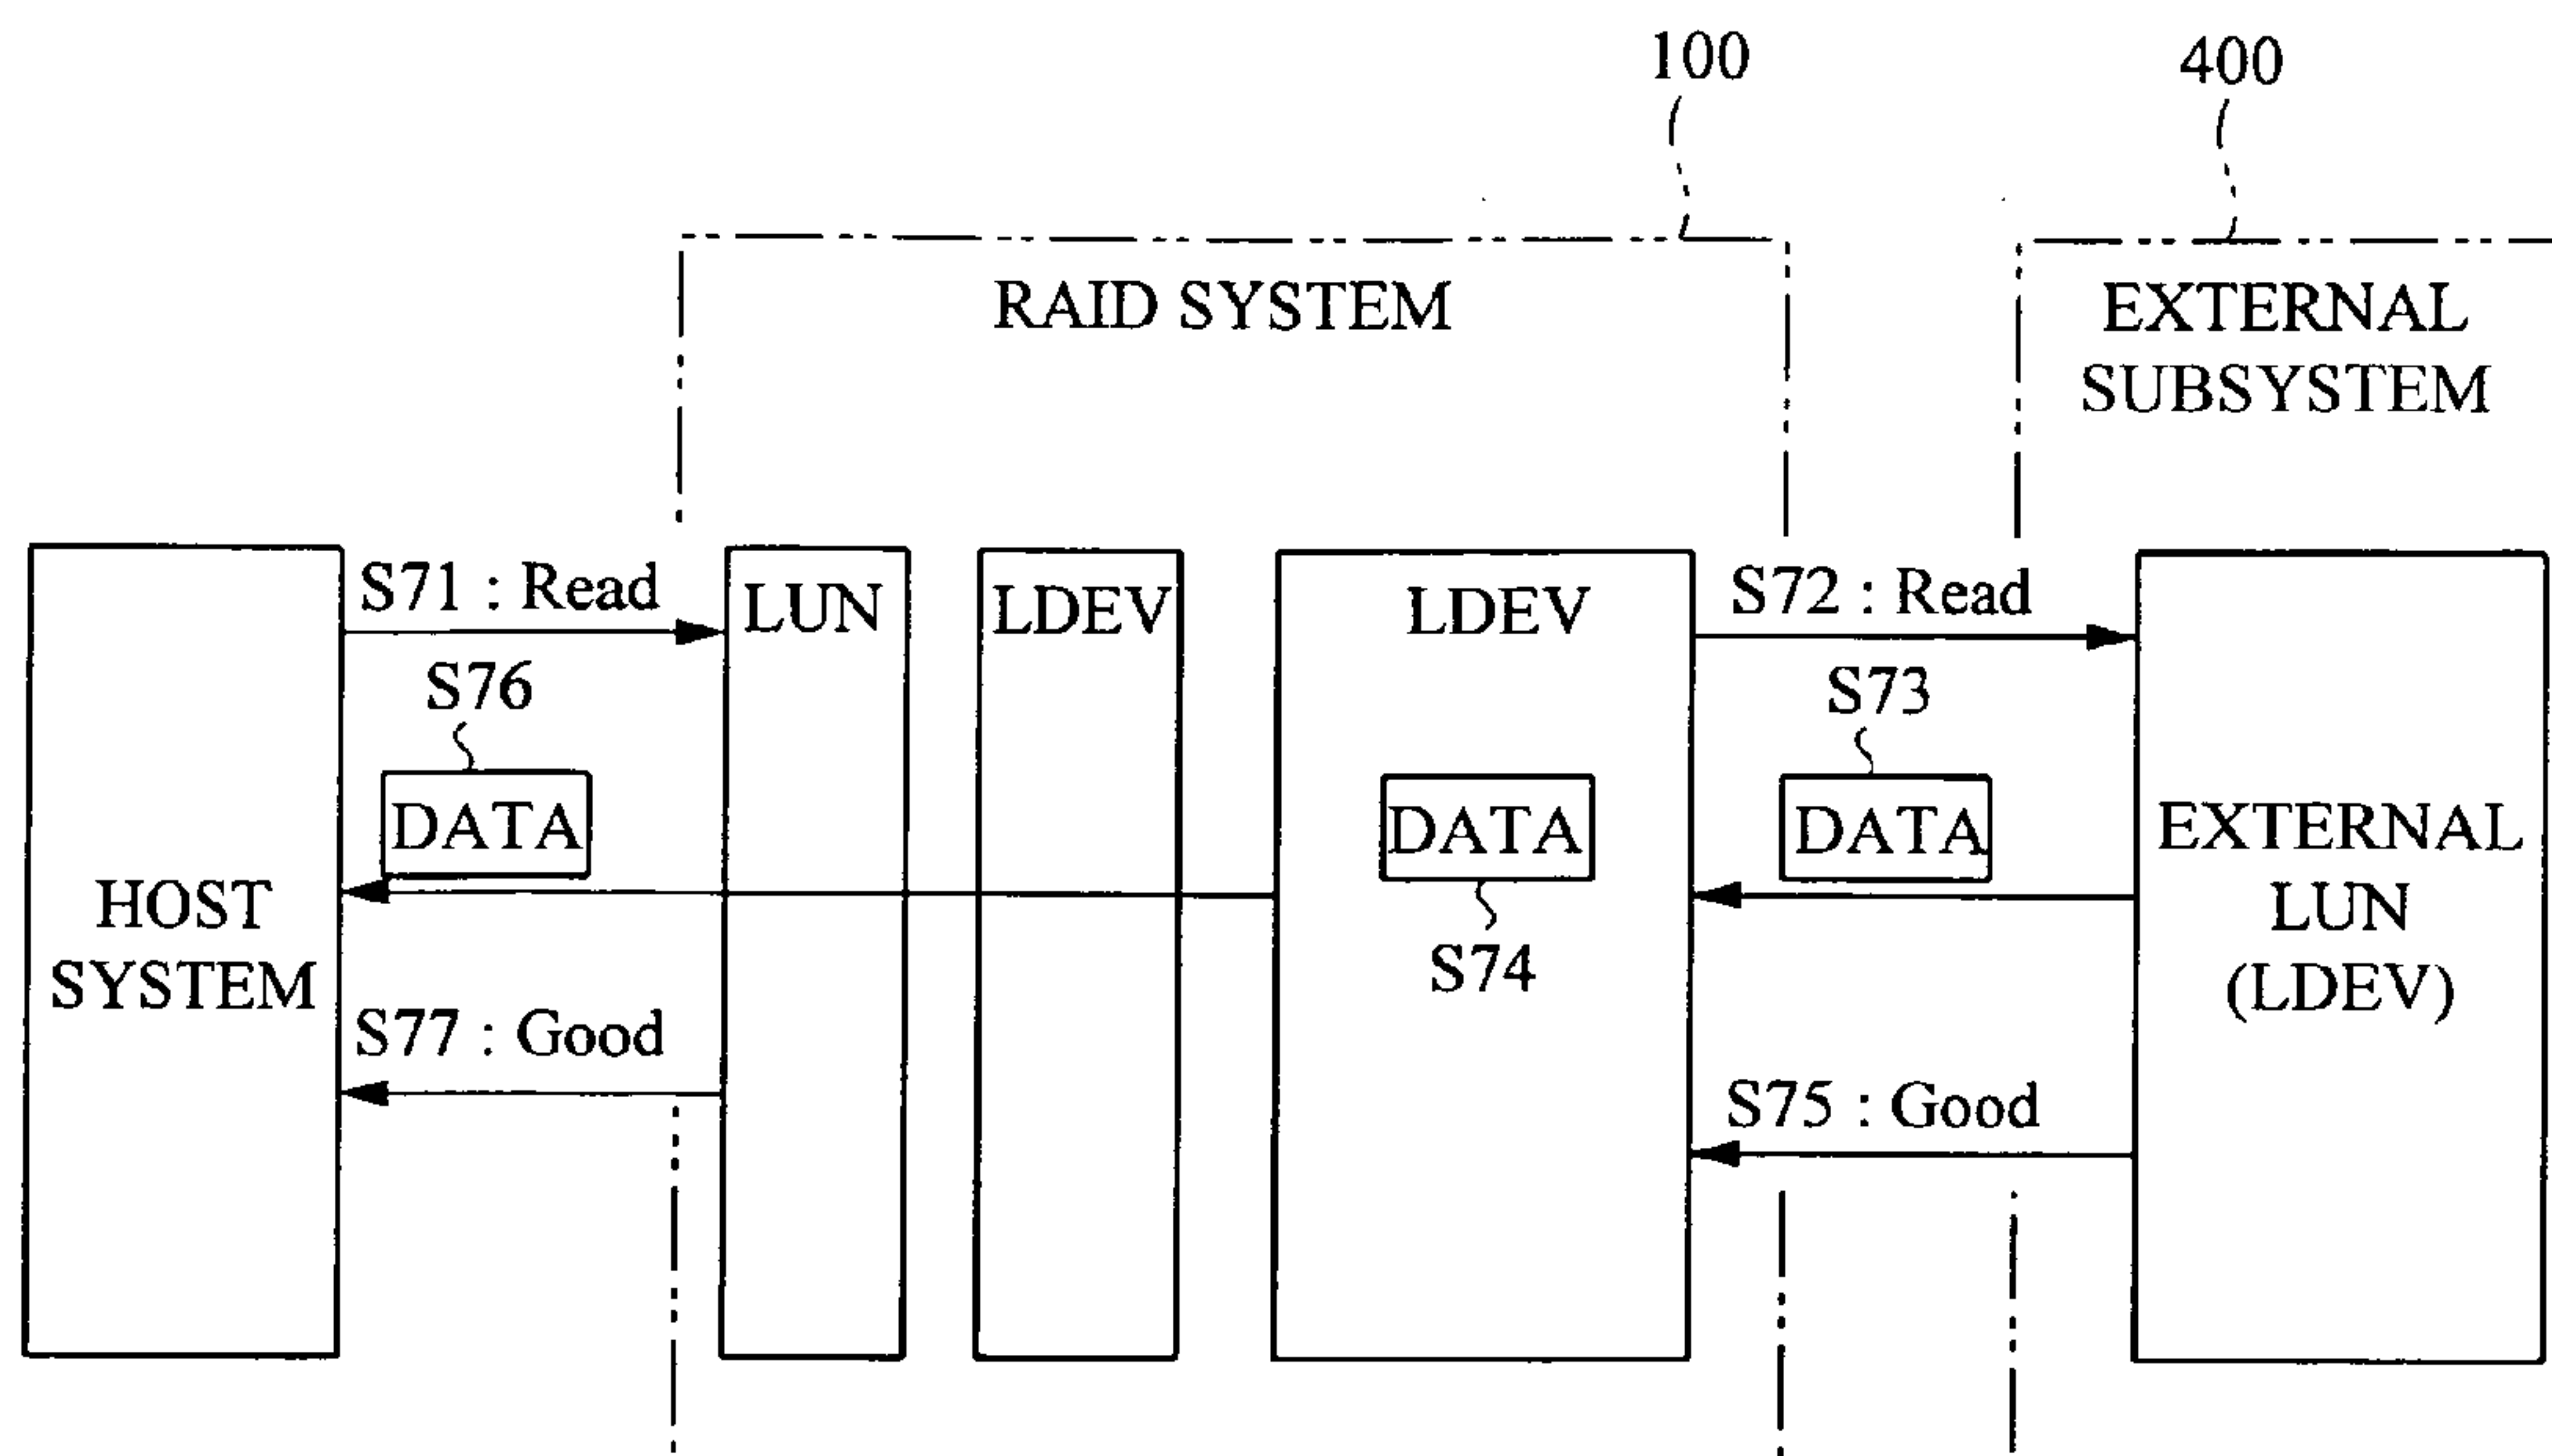 100
400
RAID SYSTEM
EXTERNAL
SUBSYSTEM
S71 : Read
LUN
LDEV
LDEV
S72 : Read
S76
S73
DATA
DATA
DATA
HOST
SYSTEM
EXTERNAL
LUN
(LDEV)
S74
S77 : Good
S75 : Good